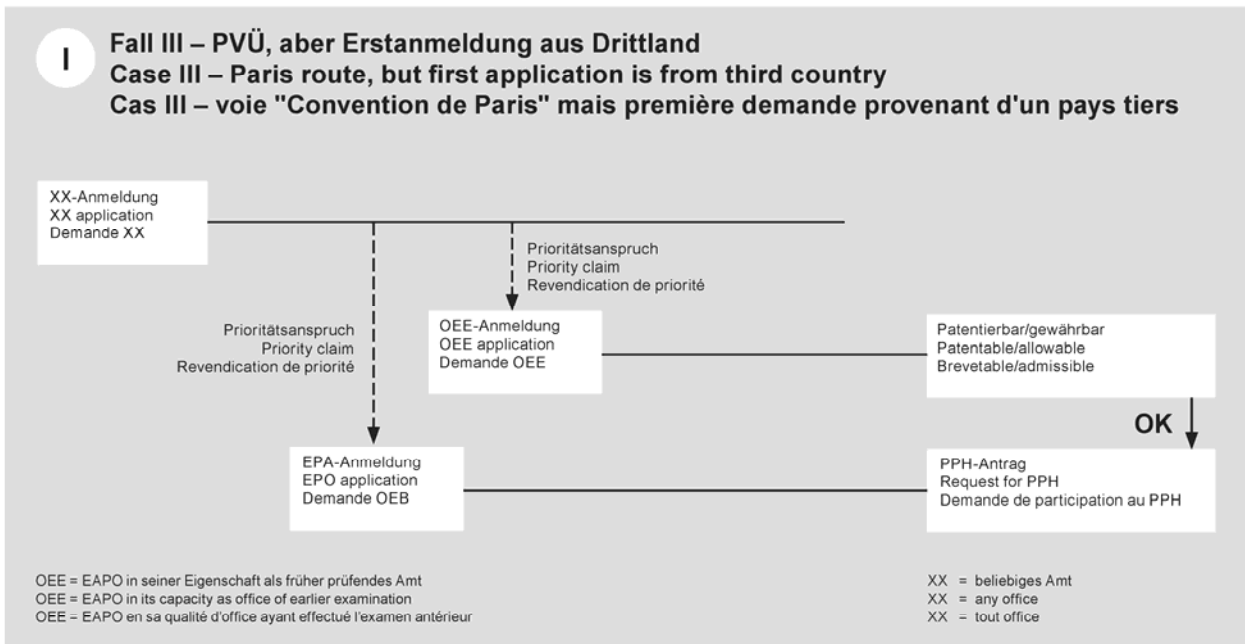 I
Fall III – PVÜ, aber Erstanmeldung aus Drittland
Case III – Paris route, but first application is from third country
Cas III – voie "Convention de Paris" mais première demande provenant d'un pays tiers
XX-Anmeldung
XX application
Demande XX
Prioritätsanspruch
Priority claim
Revendication de priorité
Prioritätsanspruch
Priority claim
Revendication de priorité
OEE-Anmeldung
OEE application
Demande OEE
Patentierbar/gewährbar
Patentable/allowable
Brevetable/admissible
OK
EPA-Anmeldung
EPO application
Demande OEB
PPH-Antrag
Request for PPH
Demande de participation au PPH
OEE = EAPO in seiner Eigenschaft als früher prüfendes Amt
OEE = EAPO in its capacity as office of earlier examination
OEE = EAPO en sa qualité d'office ayant effectué l'examen antérieur
XX = beliebiges Amt
XX = any office
XX = tout office